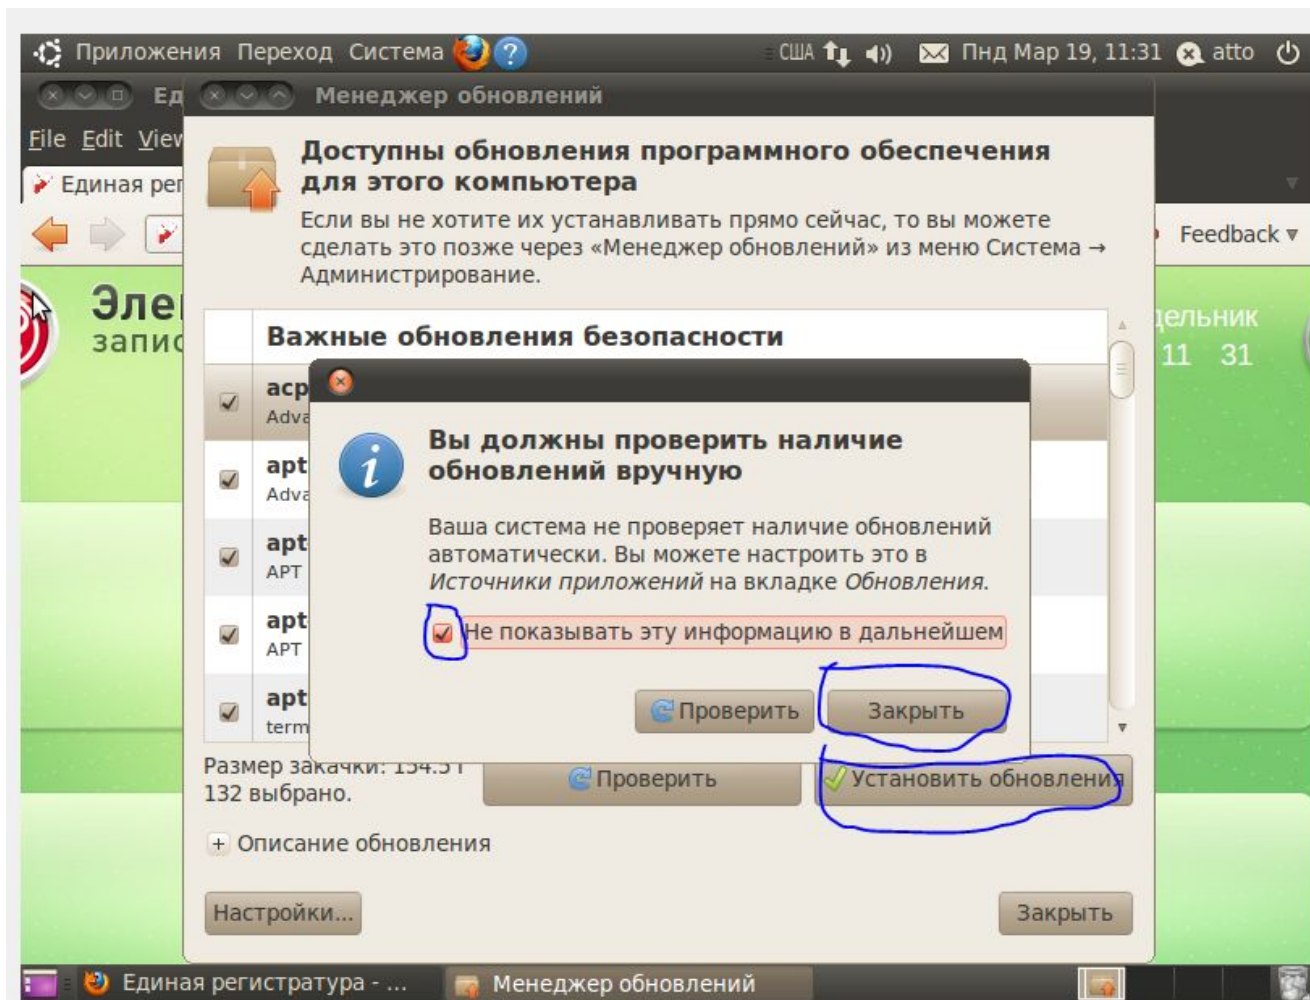 Приложения Переход Система
США
Пнд Мар 19, 11:31
atto
Менеджер обновлений
File Edit View
Единая рег
Доступны обновления программного обеспечения
для этого компьютера
Если вы не хотите их устанавливать прямо сейчас, то вы можете
сделать это позже через «Менеджер обновлений» из меню Система →
Администрирование.
Feedback
запис
11 31
Важные обновления безопасности
acp
Adva
apt
Adva
apt
APT
apt
APT
apt
term
Вы должны проверить наличие
обновлений вручную
Ваша система не проверяет наличие обновлений
автоматически. Вы можете настроить это в
Источники приложений на вкладке Обновления.
Не показывать эту информацию в дальнейшем
Проверить
Закрыть
Размер закачки:
132 выбрано.
Проверить
Установить обновления
Описание обновления
Настройки...
Закрыть
Единая регистратура - ...
Менеджер обновлений